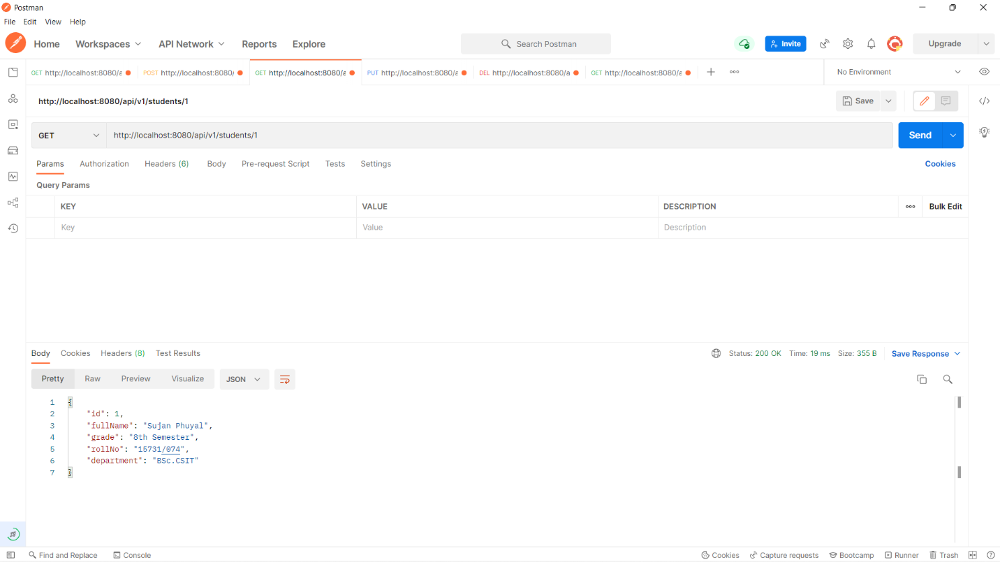 Postman
File Edit View Help
Home Workspaces API Network Reports Explore Search Postman Invite Upgrade
GET http://localhost:8080/a POST http://localhost:8080/ GET http://localhost:8080/a PUT http://localhost:8080/a DEL http://localhost:8080/a GET http://localhost:8080/a No Environment
http://localhost:8080/api/v1/students/1 Save
GET http://localhost:8080/api/v1/students/1 Send
Params Authorization Headers (6) Body Pre-request Script Tests Settings Cookies
Query Params
KEY VALUE DESCRIPTION Bulk Edit
Key Value Description
Body Cookies Headers (8) Test Results Status: 200 OK Time: 19 ms Size: 355 B Save Response
Pretty Raw Preview Visualize JSON
1 {
2 "id": 1,
3 "fullName": "Sujan Phuyal",
4 "grade": "8th Semester",
5 "rollNo": "15731/074",
6 "department": "BSc.CSIT"
7 }
Find and Replace Console Cookies Capture requests Bootcamp Runner Trash